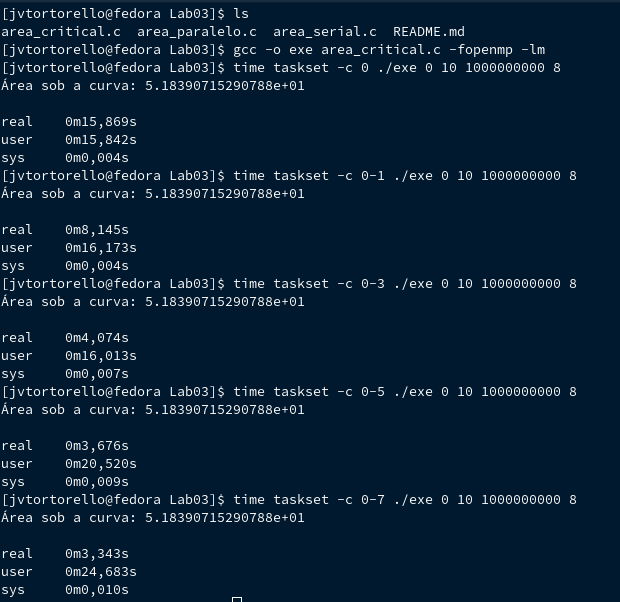 [jvtortorello@fedora Lab03]$ ls
area_critical.c  area_paralelo.c  area_serial.c  README.md
[jvtortorello@fedora Lab03]$ gcc -o exe area_critical.c -fopenmp -lm
[jvtortorello@fedora Lab03]$ time taskset -c 0 ./exe 0 10 1000000000 8
Área sob a curva: 5.18390715290788e+01
real    0m15,869s
user    0m15,842s
sys     0m0,004s
[jvtortorello@fedora Lab03]$ time taskset -c 0-1 ./exe 0 10 1000000000 8
Área sob a curva: 5.18390715290788e+01
real    0m8,145s
user    0m16,173s
sys     0m0,004s
[jvtortorello@fedora Lab03]$ time taskset -c 0-3 ./exe 0 10 1000000000 8
Área sob a curva: 5.18390715290788e+01
real    0m4,074s
user    0m16,013s
sys     0m0,007s
[jvtortorello@fedora Lab03]$ time taskset -c 0-5 ./exe 0 10 1000000000 8
Área sob a curva: 5.18390715290788e+01
real    0m3,676s
user    0m20,520s
sys     0m0,009s
[jvtortorello@fedora Lab03]$ time taskset -c 0-7 ./exe 0 10 1000000000 8
Área sob a curva: 5.18390715290788e+01
real    0m3,343s
user    0m24,683s
sys     0m0,010s